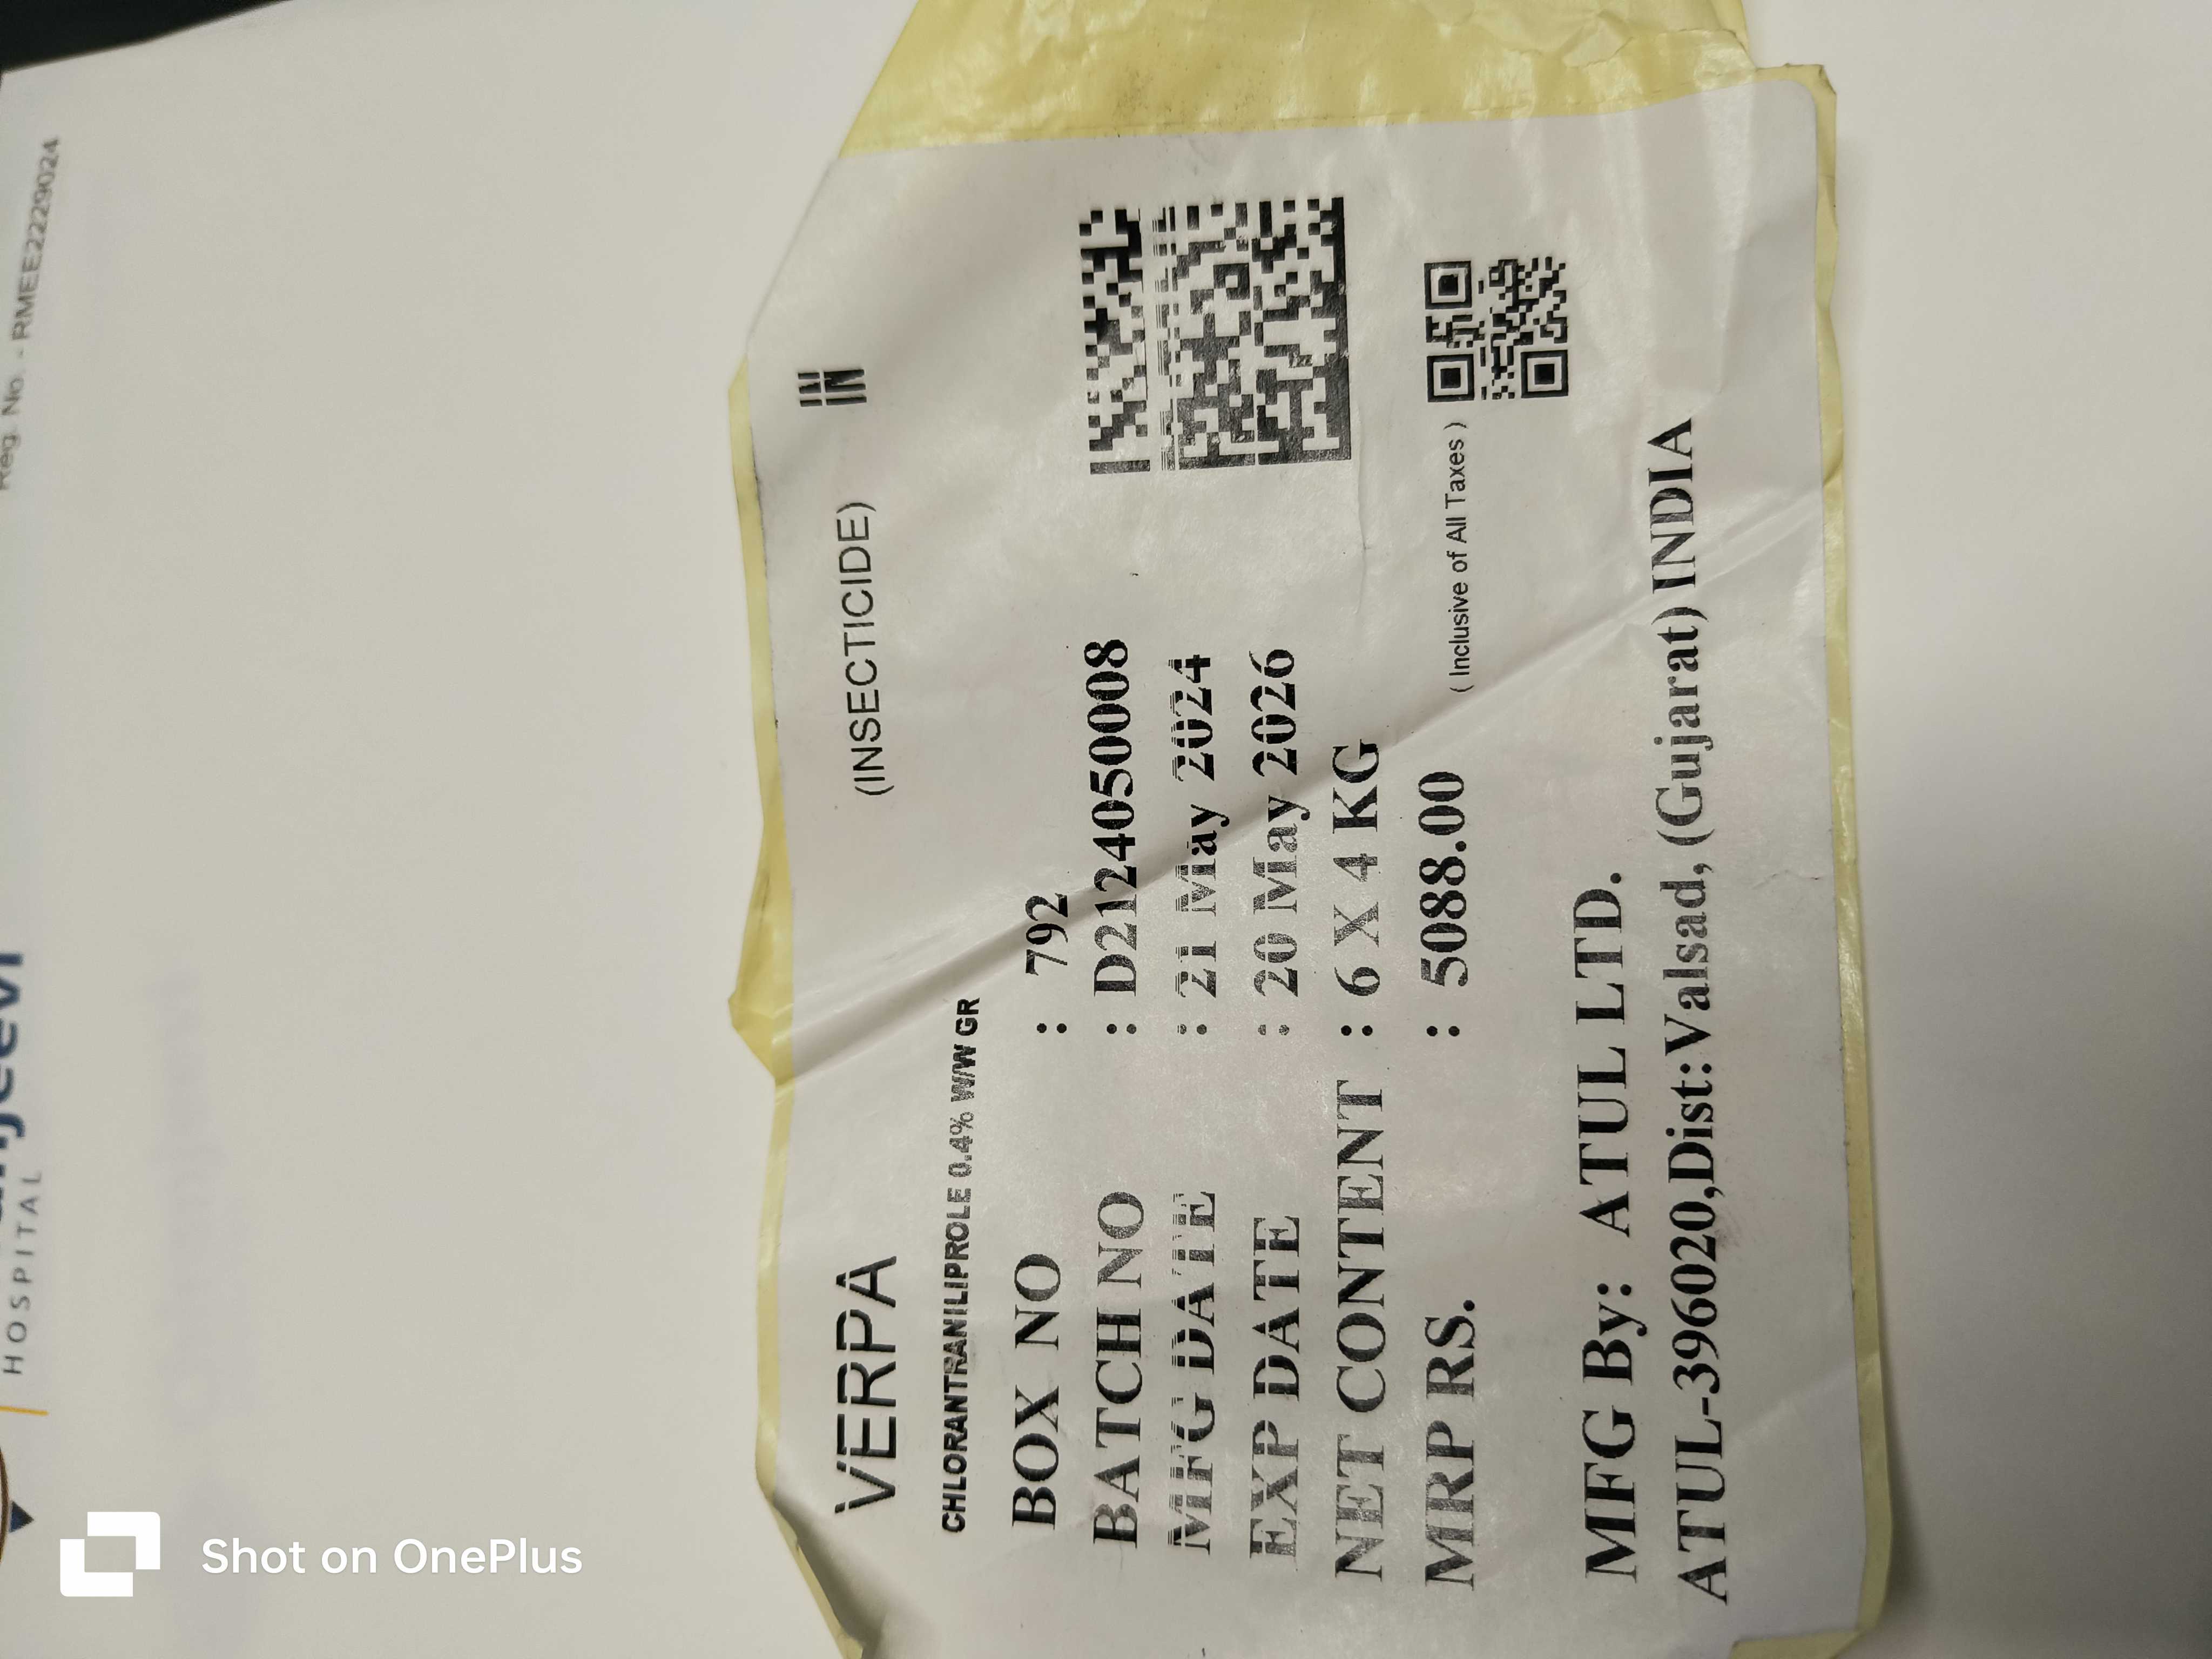 Reg. No. - RMEE2229024
HOSPITAL
VERPA (INSECTICIDE) IN
CHLORANTRANILIPROLE 0.4% W/W GR
BOX NO : 792
BATCH NO : D2124050008
MFG DATE : 21 May 2024
EXP DATE : 20 May 2026
NET CONTENT : 6 X 4 KG
MRP RS. : 5088.00 ( Inclusive of All Taxes )
MFG By: ATUL LTD.
ATUL-396020,Dist:Valsad, (Gujarat) INDIA
Shot on OnePlus